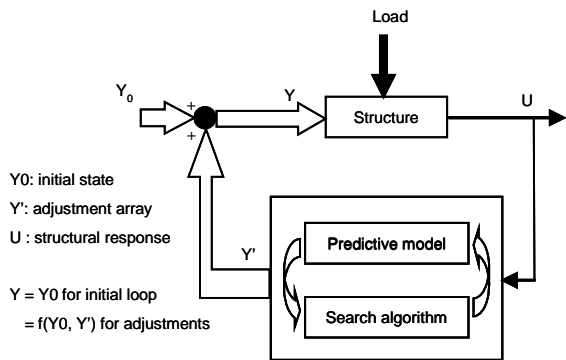 Load
Y0
Y
U
+
Structure
+
Y0: initial state
Y': adjustment array
U : structural response
Y'
Predictive model
Search algorithm
Y = Y0 for initial loop
= f(Y0, Y') for adjustments